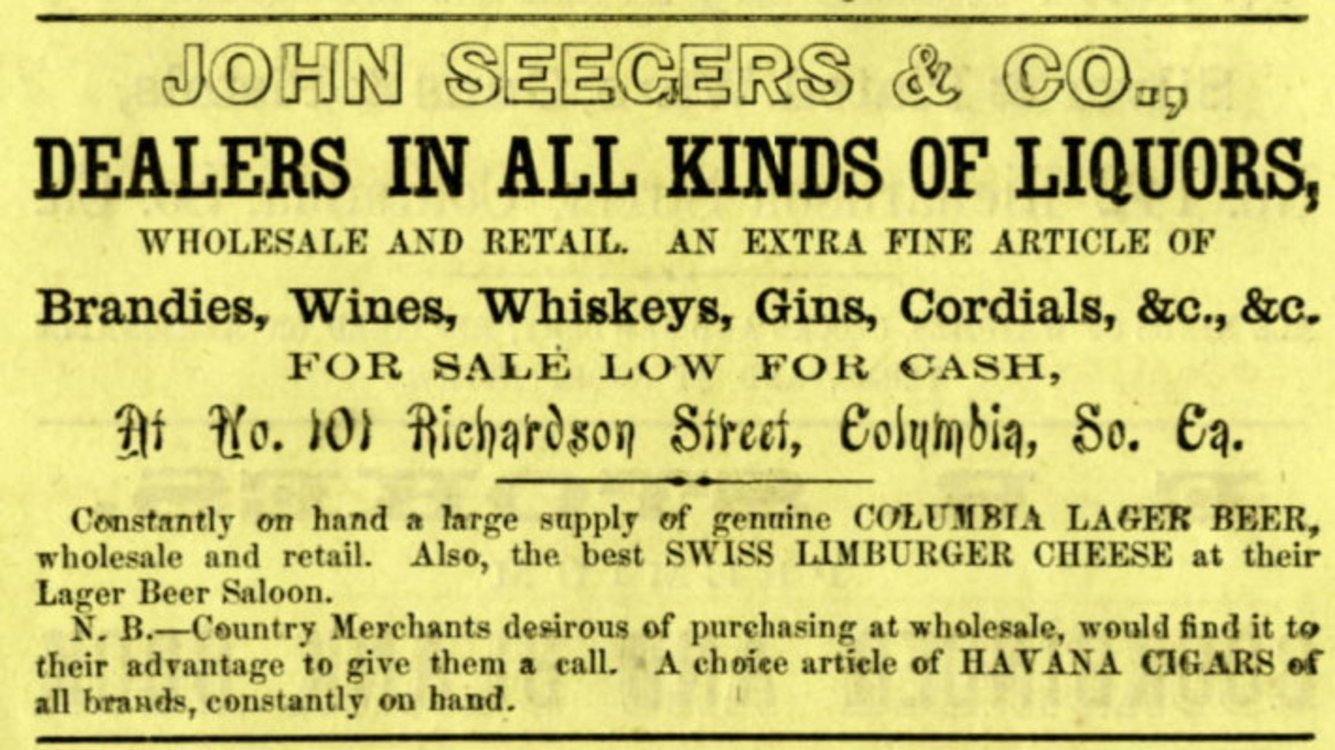 JOHN SEEGERS & CO.,
DEALERS IN ALL KINDS OF LIQUORS,
WHOLESALE AND RETAIL. AN EXTRA FINE ARTICLE OF
Brandies, Wines, Whiskeys, Gins, Cordials, &c., &c.
FOR SALE LOW FOR CASH,
At No. 101 Richardson Street, Columbia, So. Ca.
Constantly on hand a large supply of genuine COLUMBIA LAGER BEER,
wholesale and retail. Also, the best SWISS LIMBURGER CHEESE at their
Lager Beer Saloon.
N. B.—Country Merchants desirous of purchasing at wholesale, would find it to
their advantage to give them a call. A choice article of HAVANA CIGARS of
all brands, constantly on hand.